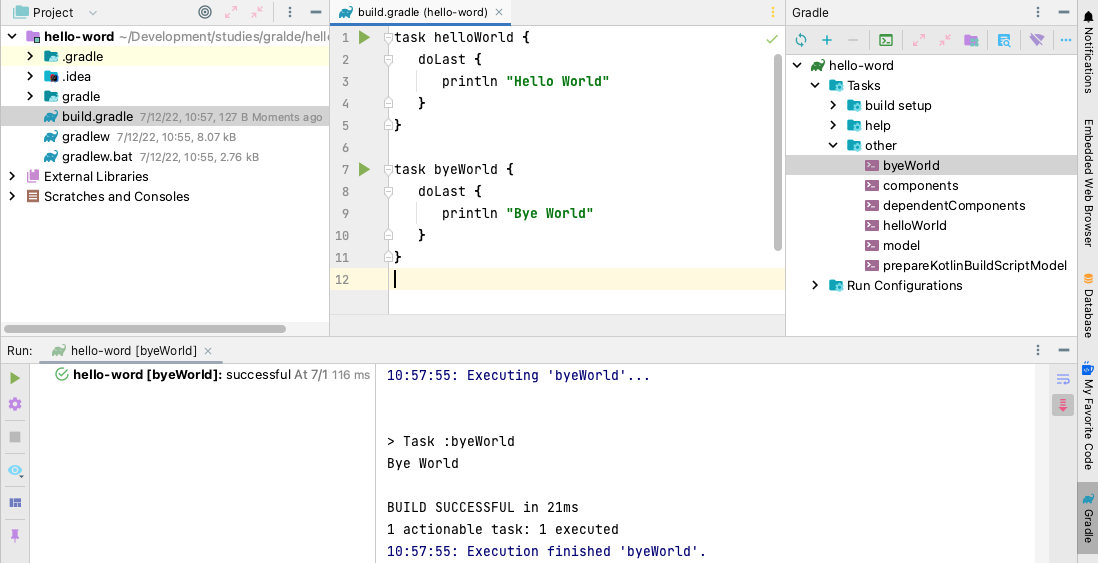 Project
build.gradle (hello-word)
Gradle
hello-word ~/Development/studies/gralde/hell
.gradle
.idea
gradle
build.gradle 7/12/22, 10:57, 127 B Moments ago
gradlew 7/12/22, 10:55, 8.07 kB
gradlew.bat 7/12/22, 10:55, 2.76 kB
External Libraries
Scratches and Consoles
1 task helloWorld {
2 doLast {
3 println "Hello World"
4 }
5 }
6
7 task byeWorld {
8 doLast {
9 println "Bye World"
10 }
11 }
12
hello-word
Tasks
build setup
help
other
byeWorld
components
dependentComponents
helloWorld
model
prepareKotlinBuildScriptModel
Run Configurations
Notifications
Embedded Web Browser
Database
My Favorite Code
Gradle
Run: hello-word [byeWorld]
hello-word [byeWorld]: successful At 7/1 116 ms
10:57:55: Executing 'byeWorld'...
> Task :byeWorld
Bye World
BUILD SUCCESSFUL in 21ms
1 actionable task: 1 executed
10:57:55: Execution finished 'byeWorld'.